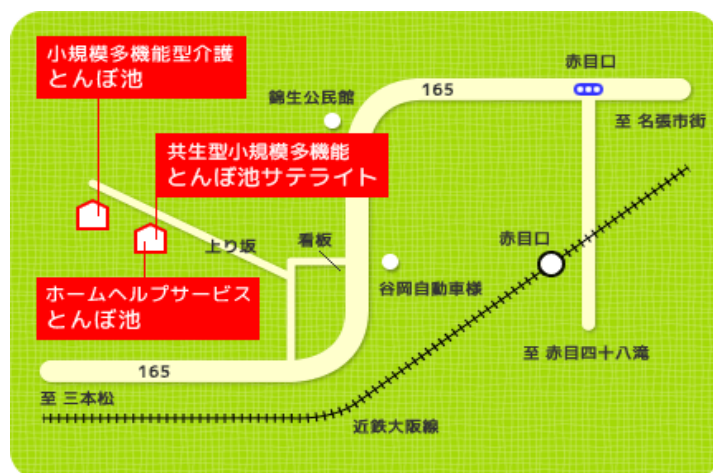 小規模多機能型介護
とんぼ池
赤目口
165
錦生公民館
至 名張市街
共生型小規模多機能
とんぼ池サテライト
上り坂
看板
赤目口
谷岡自動車様
ホームヘルプサービス
とんぼ池
至 赤目四十八滝
165
至 三本松
近鉄大阪線